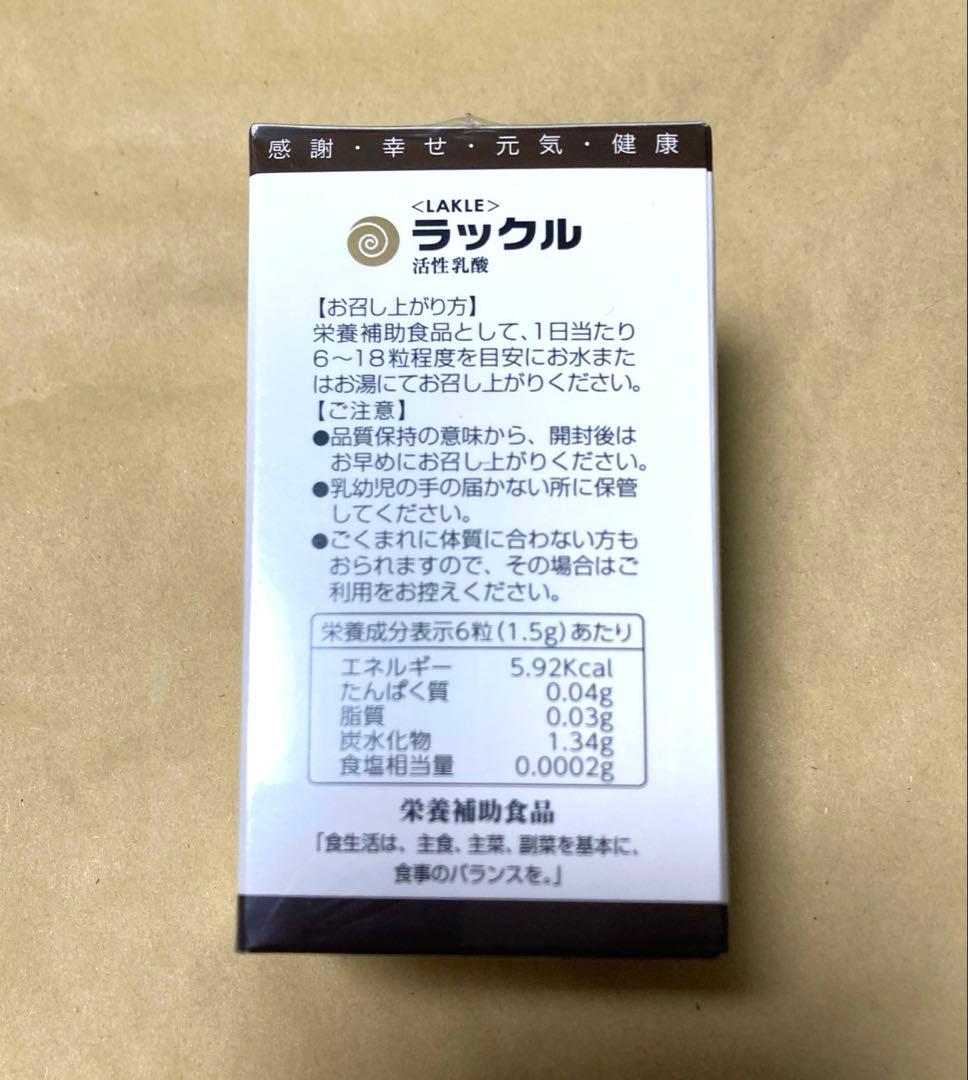 感謝・幸せ・元気・健康
<LAKLE>
ラックル
活性乳酸
【お召し上がり方】
栄養補助食品として、1日当たり
6〜18粒程度を目安にお水また
はお湯にてお召し上がりください。
【ご注意】
●品質保持の意味から、開封後は
お早めにお召し上がりください。
●乳幼児の手の届かない所に保管
してください。
●ごくまれに体質に合わない方も
おられますので、その場合はご
利用をお控えください。
栄養成分表示6粒(1.5g)あたり
エネルギー 5.92Kcal
たんぱく質 0.04g
脂質 0.03g
炭水化物 1.34g
食塩相当量 0.0002g
栄養補助食品
「食生活は、主食、主菜、副菜を基本に、
食事のバランスを。」